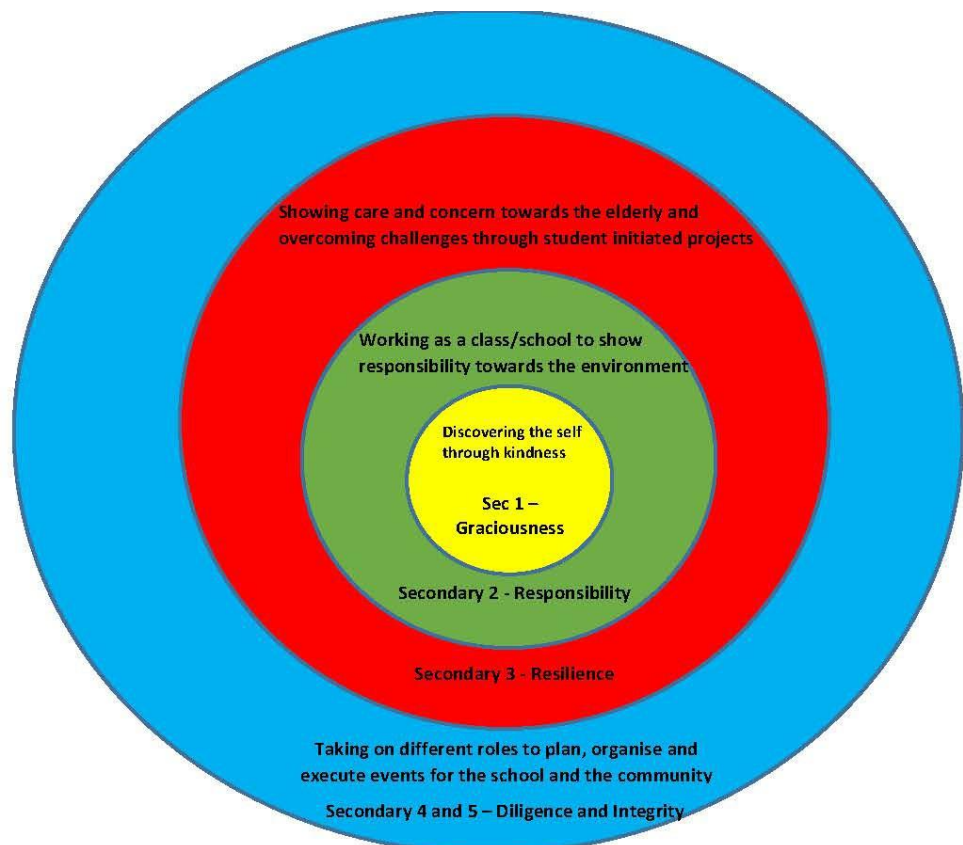 Showing care and concern towards the elderly and
overcoming challenges through student initiated projects
Working as a class/school to show
responsibility towards the environment
Discovering the self
through kindness
Sec 1 –
Graciousness
Secondary 2 - Responsibility
Secondary 3 - Resilience
Taking on different roles to plan, organise and
execute events for the school and the community
Secondary 4 and 5 – Diligence and Integrity